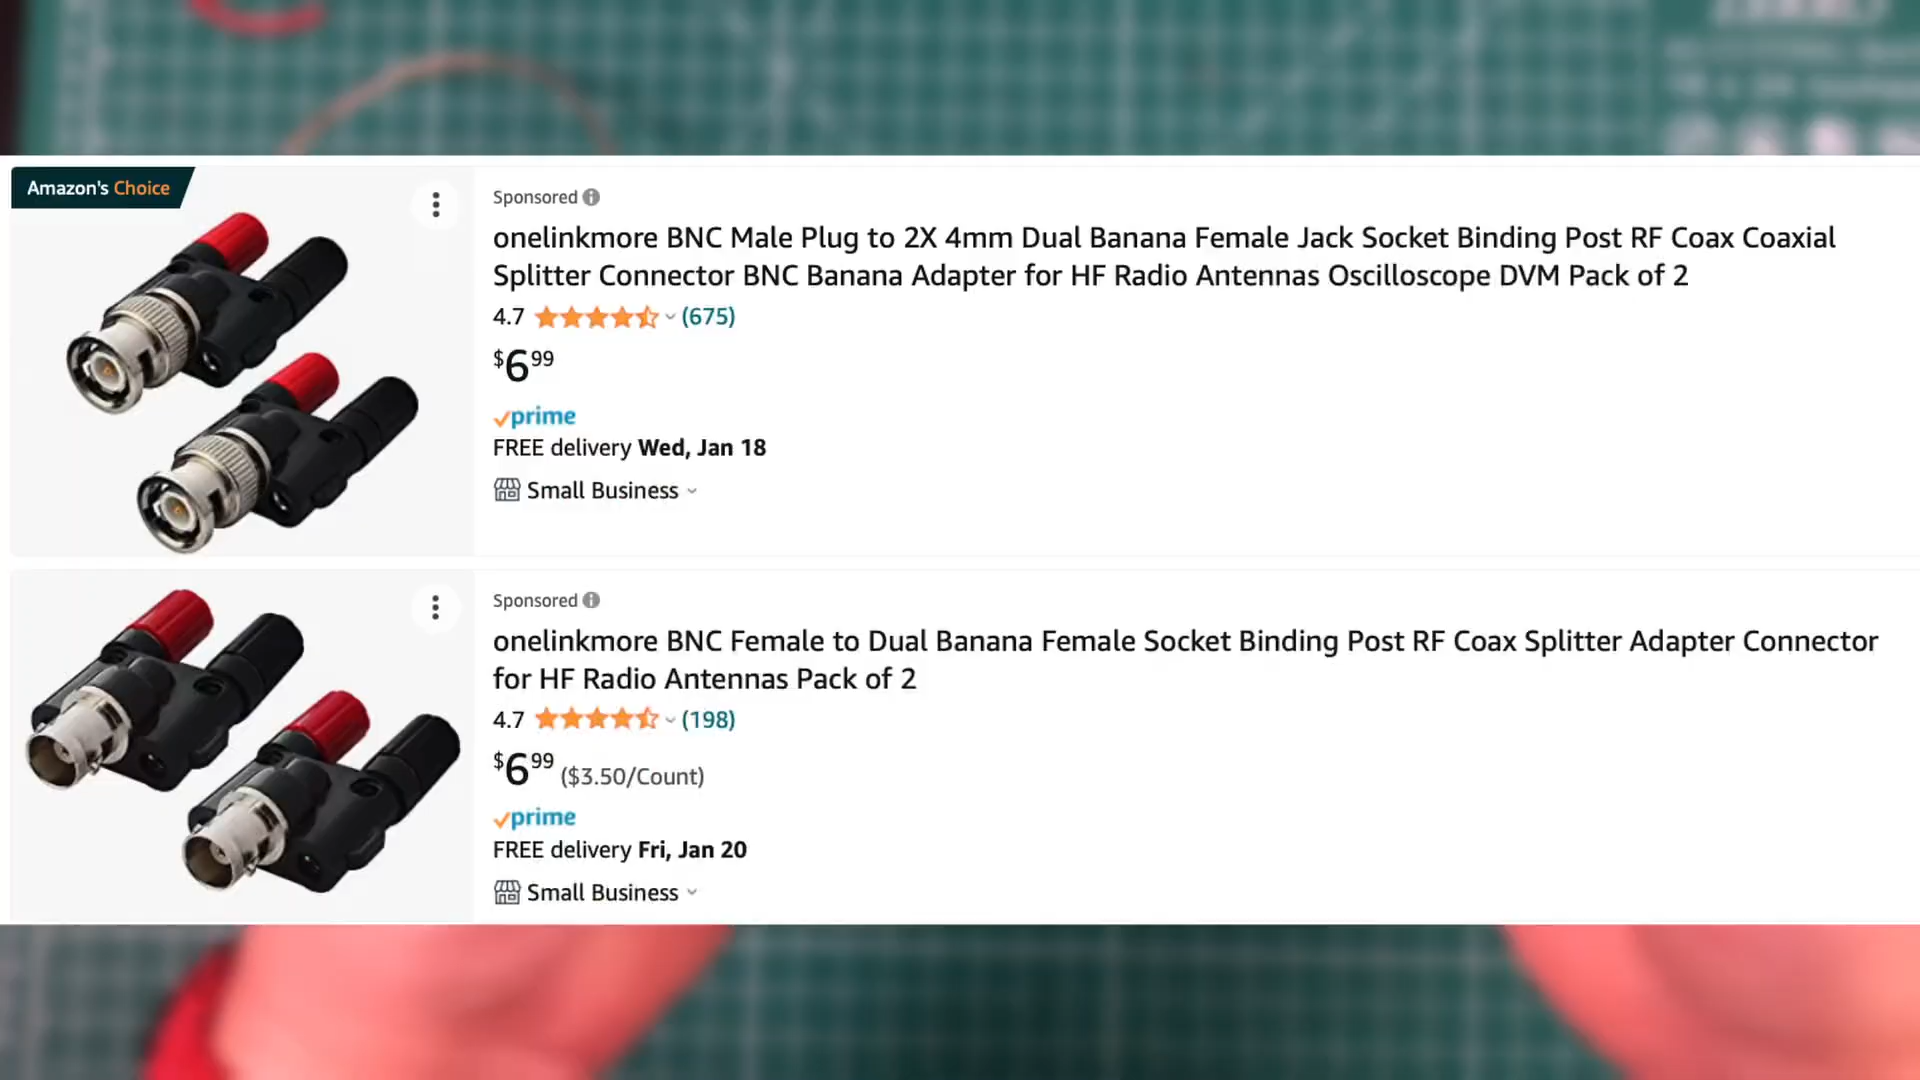 Amazon's Choice
Sponsored
onelinkmore BNC Male Plug to 2X 4mm Dual Banana Female Jack Socket Binding Post RF Coax Coaxial
Splitter Connector BNC Banana Adapter for HF Radio Antennas Oscilloscope DVM Pack of 2
4.7 (675)
$6.99
prime
FREE delivery Wed, Jan 18
Small Business
Sponsored
onelinkmore BNC Female to Dual Banana Female Socket Binding Post RF Coax Splitter Adapter Connector
for HF Radio Antennas Pack of 2
4.7 (198)
$6.99 ($3.50/Count)
prime
FREE delivery Fri, Jan 20
Small Business